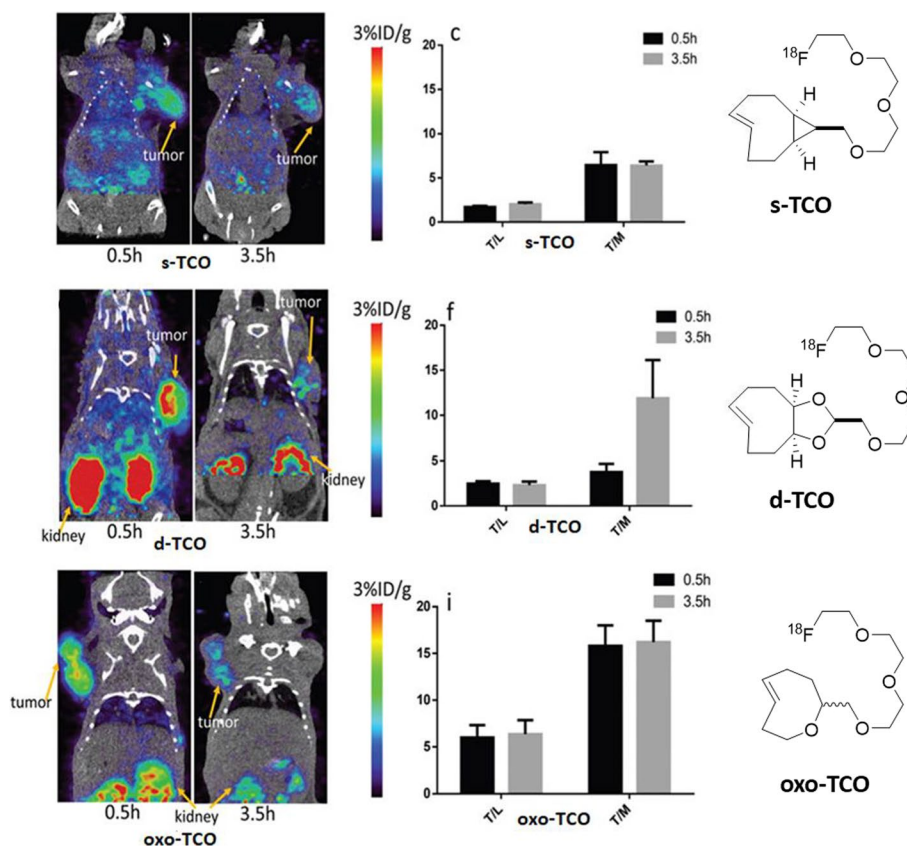 3%ID/g
tumor
tumor
0.5h
3.5h
s-TCO
c
20
15
10
5
0
0.5h
3.5h
T/L
T/M
s-TCO
18F
O
O
O
H
H
s-TCO
3%ID/g
tumor
tumor
kidney
kidney
0.5h
3.5h
d-TCO
f
20
15
10
5
0
0.5h
3.5h
T/L
T/M
d-TCO
18F
O
O
O
O
O
H
H
d-TCO
3%ID/g
tumor
tumor
kidney
0.5h
3.5h
oxo-TCO
i
20
15
10
5
0
0.5h
3.5h
T/L
T/M
oxo-TCO
18F
O
O
O
O
oxo-TCO